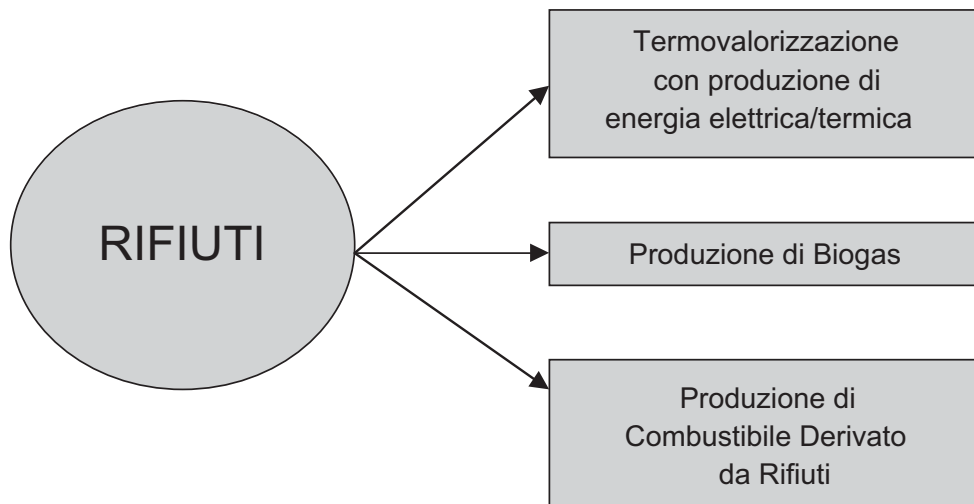 RIFIUTI
Termovalorizzazione
con produzione di
energia elettrica/termica
Produzione di Biogas
Produzione di
Combustibile Derivato
da Rifiuti